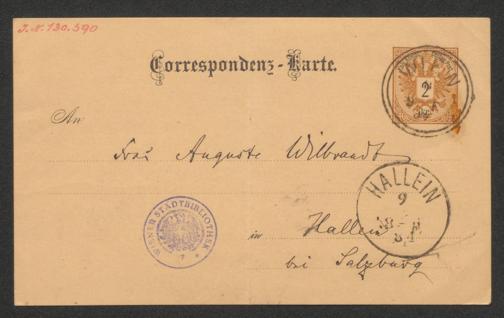 J.N. 130.590
Correspondenz-Karte.
2
WIEN
An
Frau Auguste Wilbrandt
HALLEIN
9
WIENER STADTBIBLIOTHEK
in Hallein
bei Salzburg